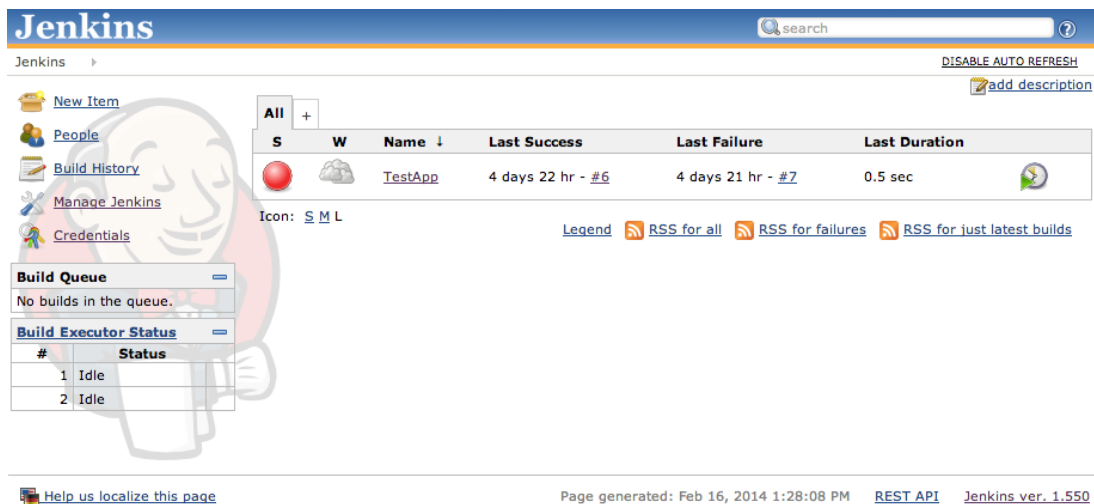 Jenkins
search
Jenkins
DISABLE AUTO REFRESH
add description
New Item
People
Build History
Manage Jenkins
Credentials
All +
S W Name ↓ Last Success Last Failure Last Duration
TestApp 4 days 22 hr - #6 4 days 21 hr - #7 0.5 sec
Icon: S M L
Legend RSS for all RSS for failures RSS for just latest builds
Build Queue
No builds in the queue.
Build Executor Status
# Status
1 Idle
2 Idle
Help us localize this page
Page generated: Feb 16, 2014 1:28:08 PM REST API Jenkins ver. 1.550